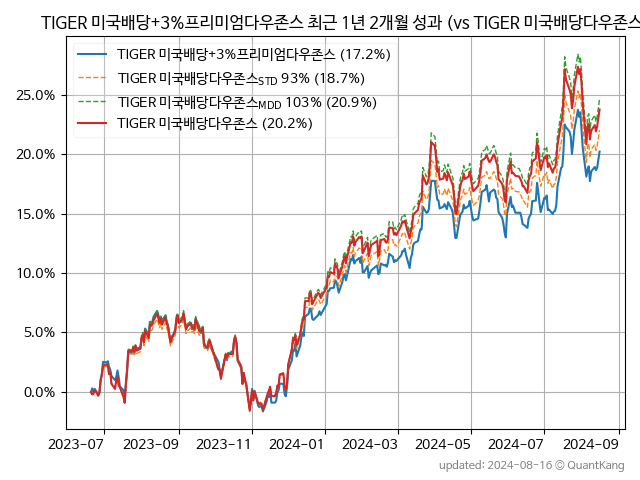 TIGER 미국배당+3%프리미엄다우존스 최근 1년 2개월 성과 (vs TIGER 미국배당다우존스
TIGER 미국배당+3%프리미엄다우존스 (17.2%)
TIGER 미국배당다우존스STD 93% (18.7%)
TIGER 미국배당다우존스MDD 103% (20.9%)
TIGER 미국배당다우존스 (20.2%)
25.0%
20.0%
15.0%
10.0%
5.0%
0.0%
2023-07 2023-09 2023-11 2024-01 2024-03 2024-05 2024-07 2024-09
updated: 2024-08-16 © QuantKang